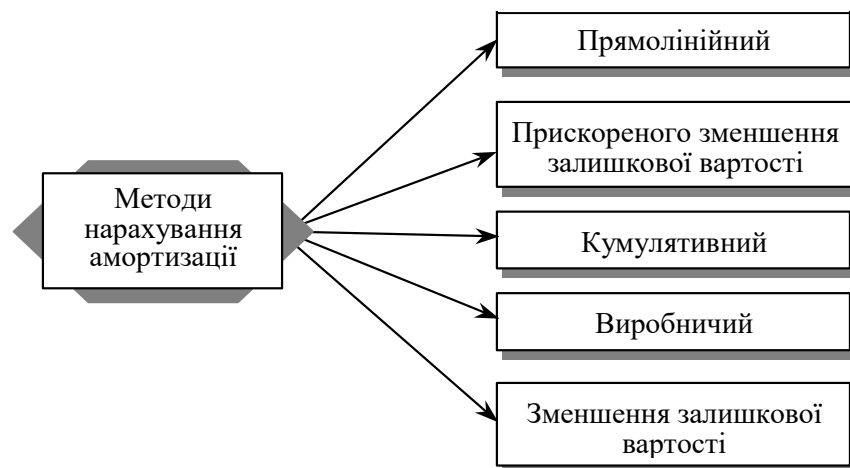 Методи
нарахування
амортизації
Прямолінійний
Прискореного зменшення
залишкової вартості
Кумулятивний
Виробничий
Зменшення залишкової
вартості